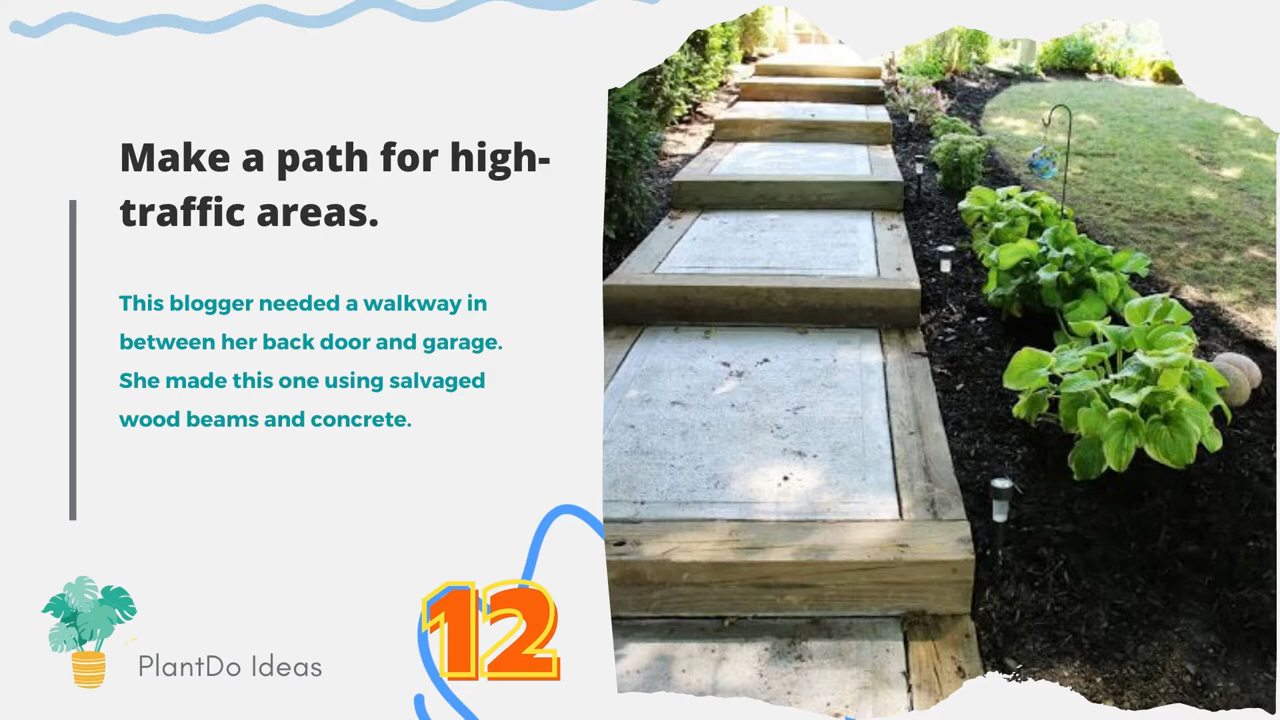 Make a path for high-
traffic areas.
This blogger needed a walkway in
between her back door and garage.
She made this one using salvaged
wood beams and concrete.
PlantDo Ideas
12